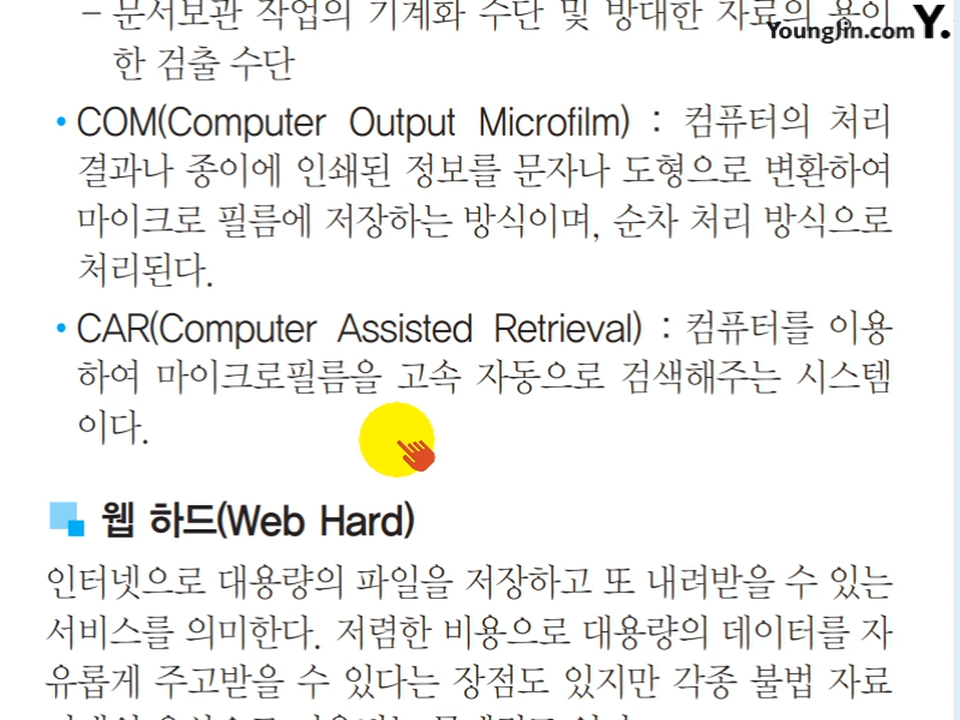 – 문서보관 작업의 기계화 수단 및 방대한 자료의 용이
YoungJin.com Y.
한 검출 수단
• COM(Computer Output Microfilm) : 컴퓨터의 처리
결과나 종이에 인쇄된 정보를 문자나 도형으로 변환하여
마이크로 필름에 저장하는 방식이며, 순차 처리 방식으로
처리된다.
• CAR(Computer Assisted Retrieval) : 컴퓨터를 이용
하여 마이크로필름을 고속 자동으로 검색해주는 시스템
이다.
웹 하드(Web Hard)
인터넷으로 대용량의 파일을 저장하고 또 내려받을 수 있는
서비스를 의미한다. 저렴한 비용으로 대용량의 데이터를 자
유롭게 주고받을 수 있다는 장점도 있지만 각종 불법 자료